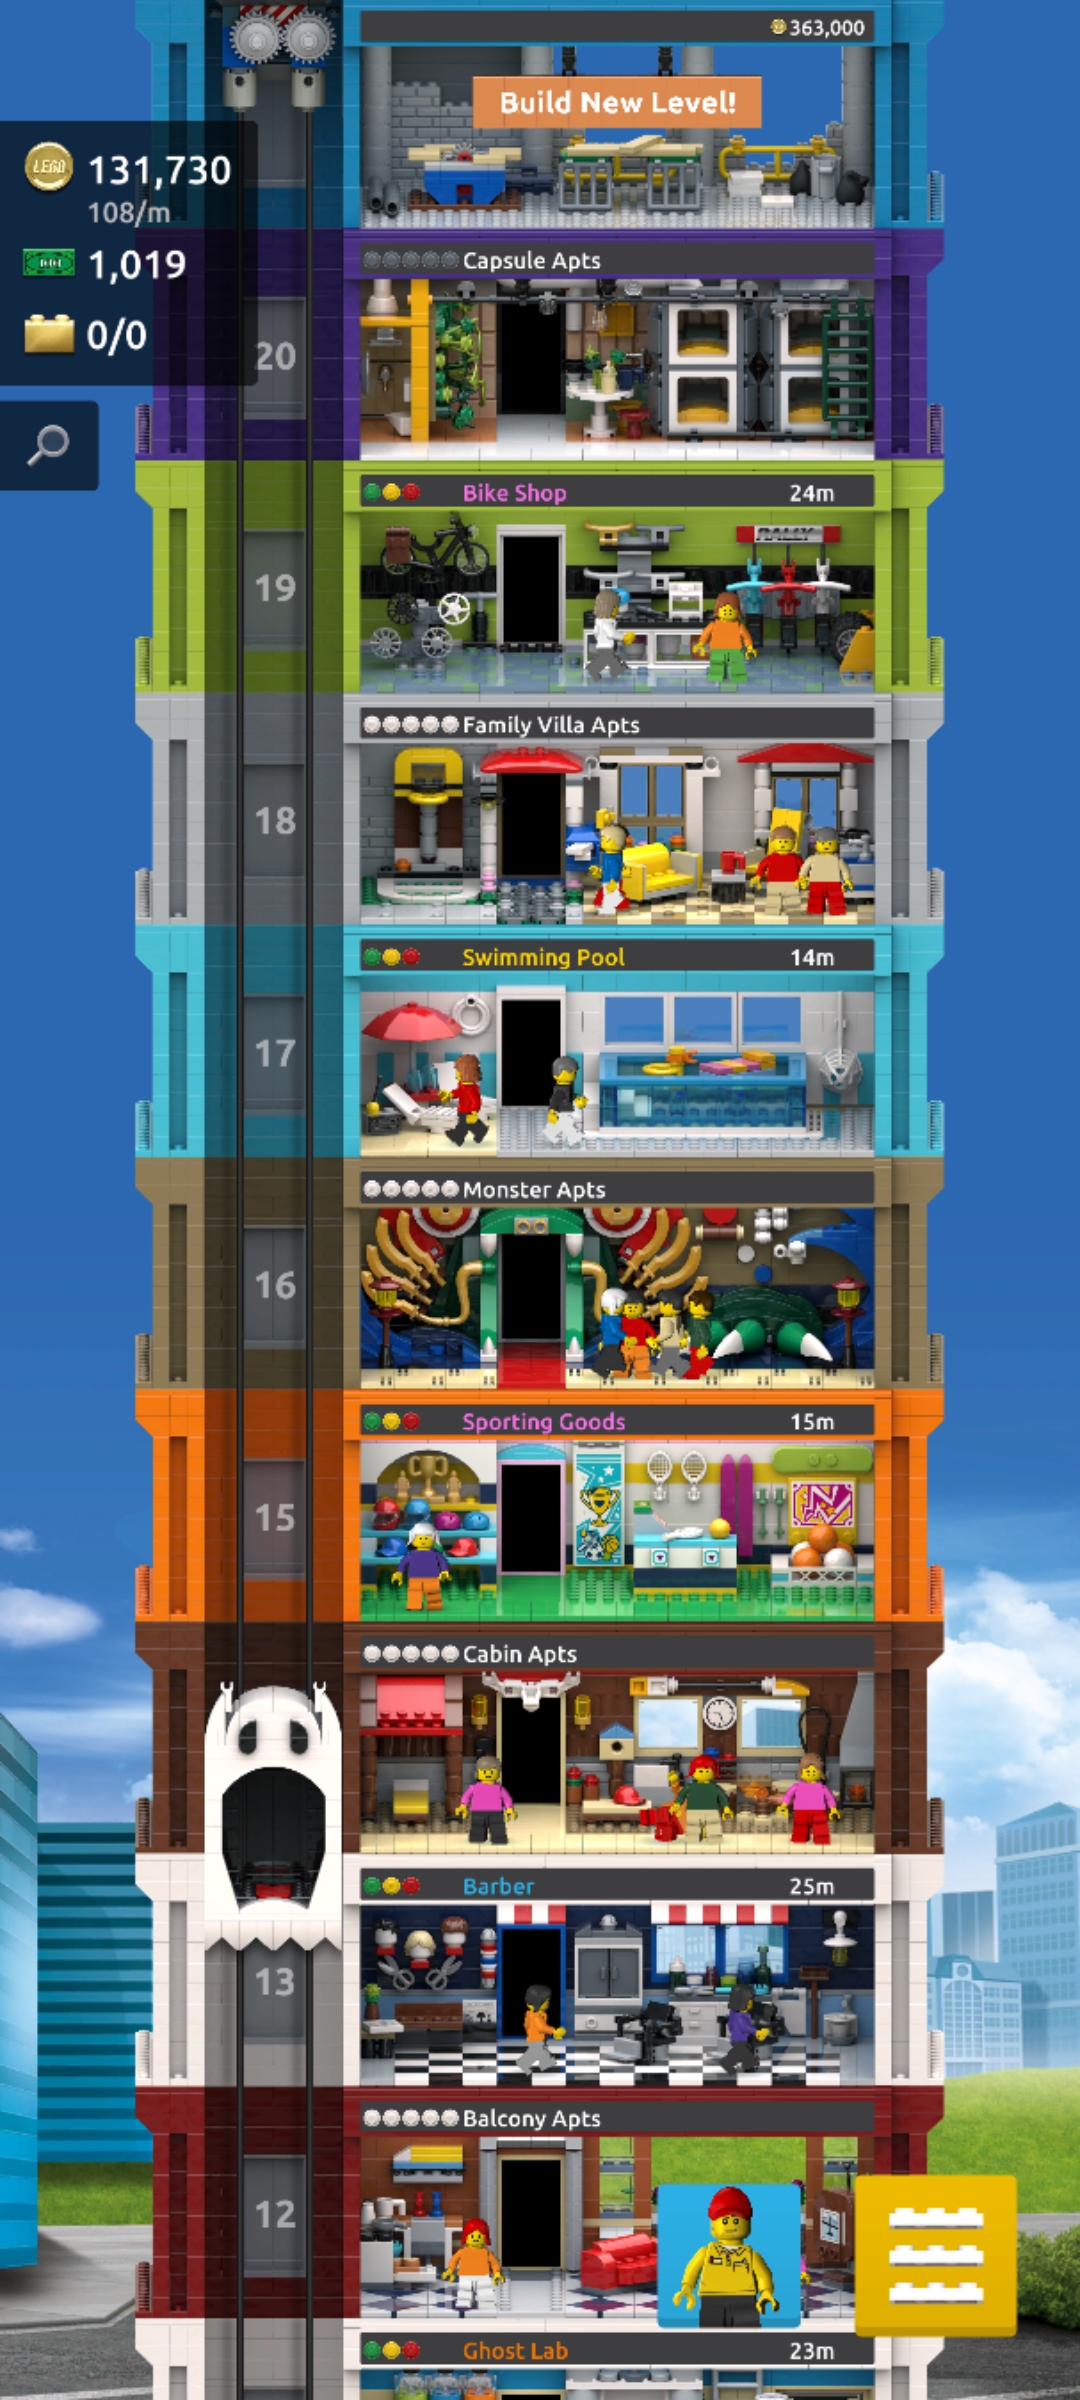 363,000
Build New Level!
LEGO 131,730
108/m
1,019
0/0
Capsule Apts
20
Bike Shop 24m
RALLY
19
Family Villa Apts
18
Swimming Pool 14m
17
Monster Apts
16
Sporting Goods 15m
15
Cabin Apts
Barber 25m
13
Balcony Apts
12
Ghost Lab 23m